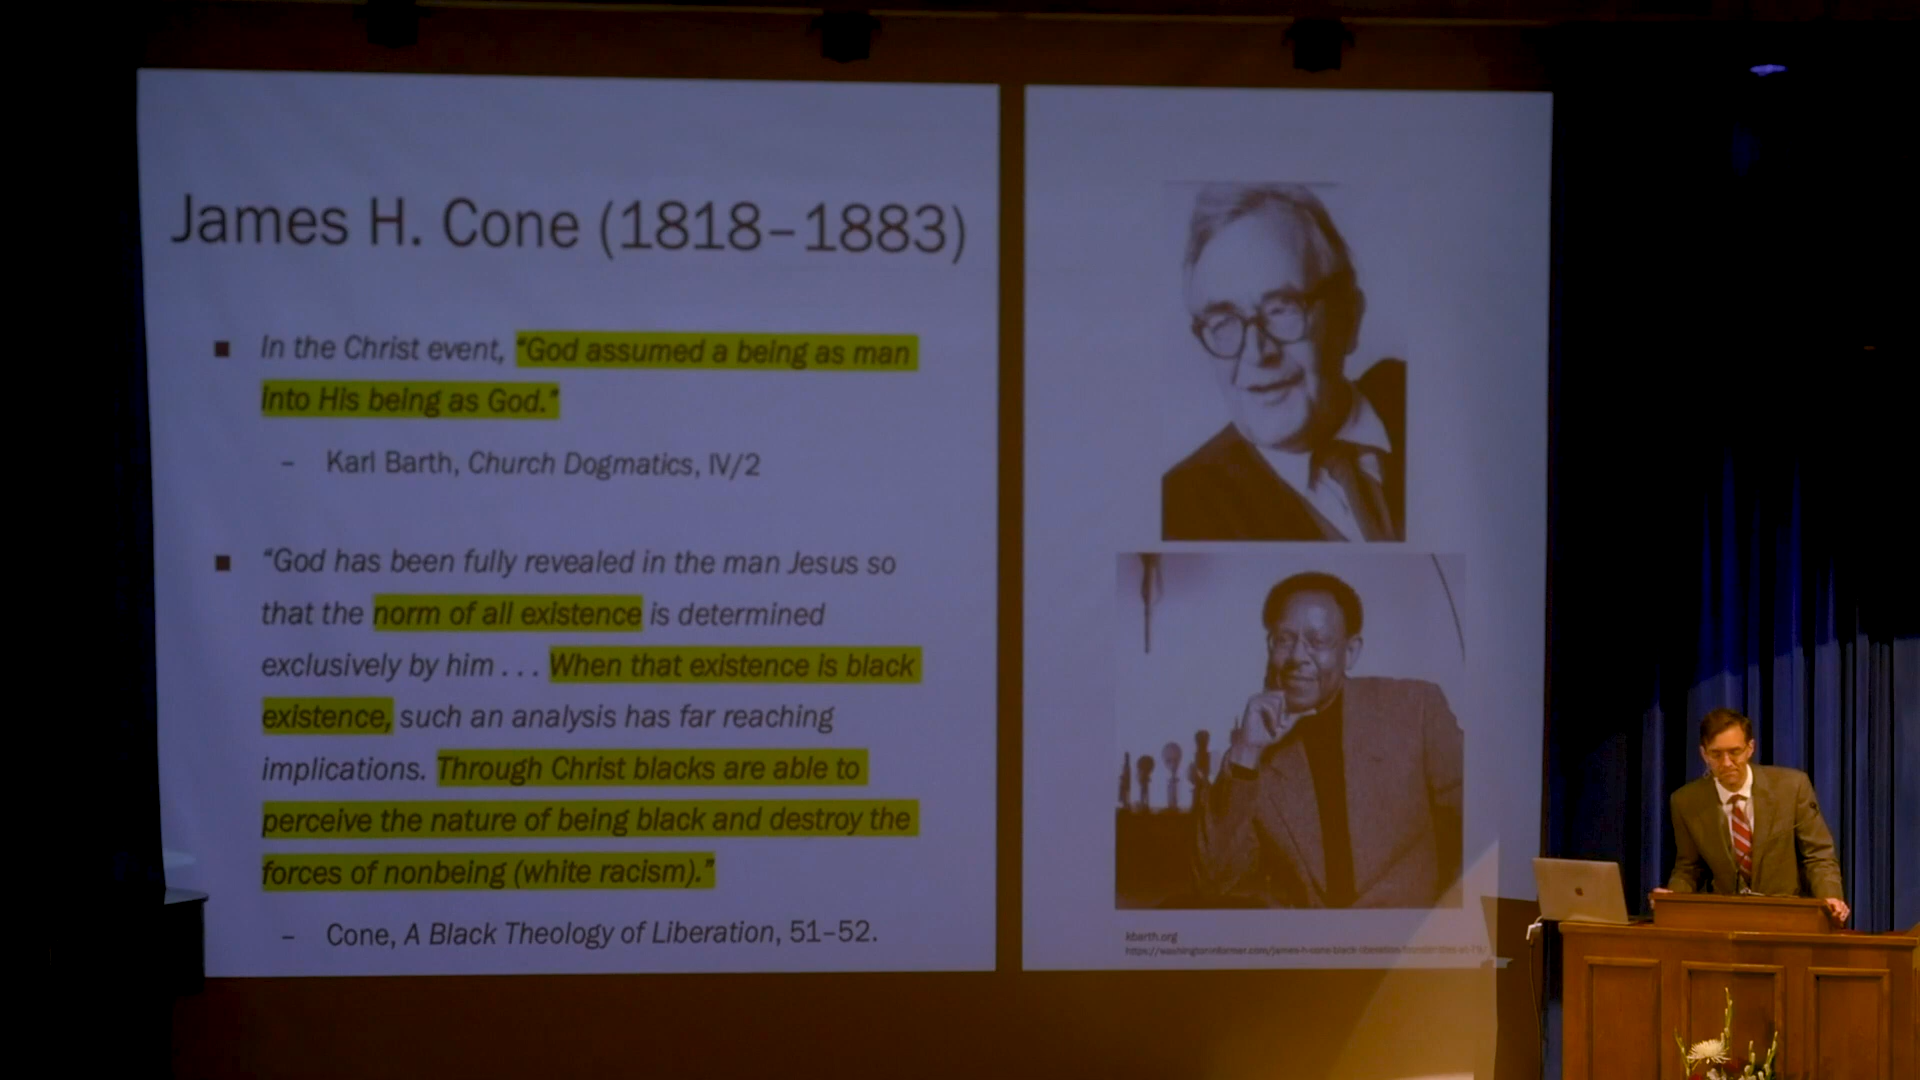 James H. Cone (1818–1883)
▪ In the Christ event, “God assumed a being as man
into His being as God.”
– Karl Barth, Church Dogmatics, IV/2
▪ “God has been fully revealed in the man Jesus so
that the norm of all existence is determined
exclusively by him . . . When that existence is black
existence, such an analysis has far reaching
implications. Through Christ blacks are able to
perceive the nature of being black and destroy the
forces of nonbeing (white racism).”
– Cone, A Black Theology of Liberation, 51–52.
kbarth.org